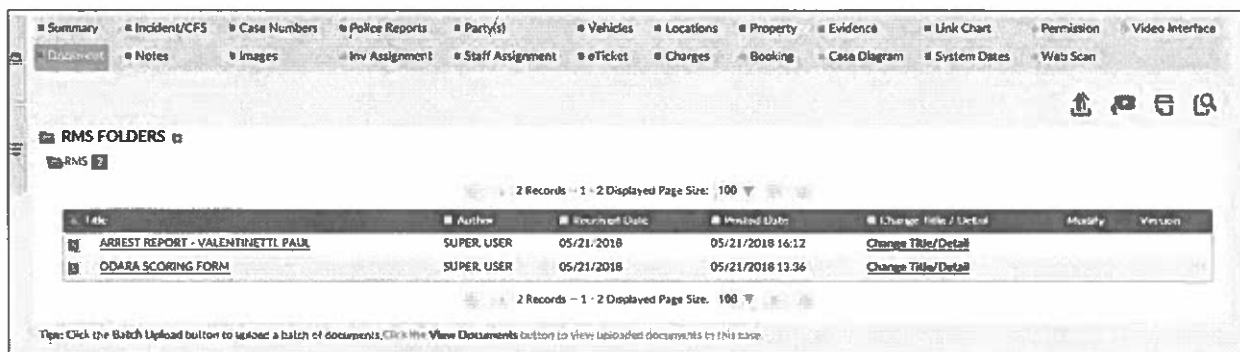 Summary Incident/CFS Case Numbers Police Reports Party(s) Vehicles Locations Property Evidence Link Chart Permission Video Interface
Document Notes Images Inv Assignment Staff Assignment eTicket Charges Booking Case Diagram System Dates Web Scan
RMS FOLDERS
RMS 2
2 Records – 1 - 2 Displayed Page Size: 100
Title Author Received Date Posted Date Change Title / Detail Modify Version
ARREST REPORT - VALENTINETTI, PAUL SUPER, USER 05/21/2018 05/21/2018 16:12 Change Title/Detail
ODARA SCORING FORM SUPER, USER 05/21/2018 05/21/2018 13:36 Change Title/Detail
2 Records – 1 - 2 Displayed Page Size: 100
Tips: Click the Batch Upload button to upload a batch of documents, Click the View Documents button to view uploaded documents in this case.